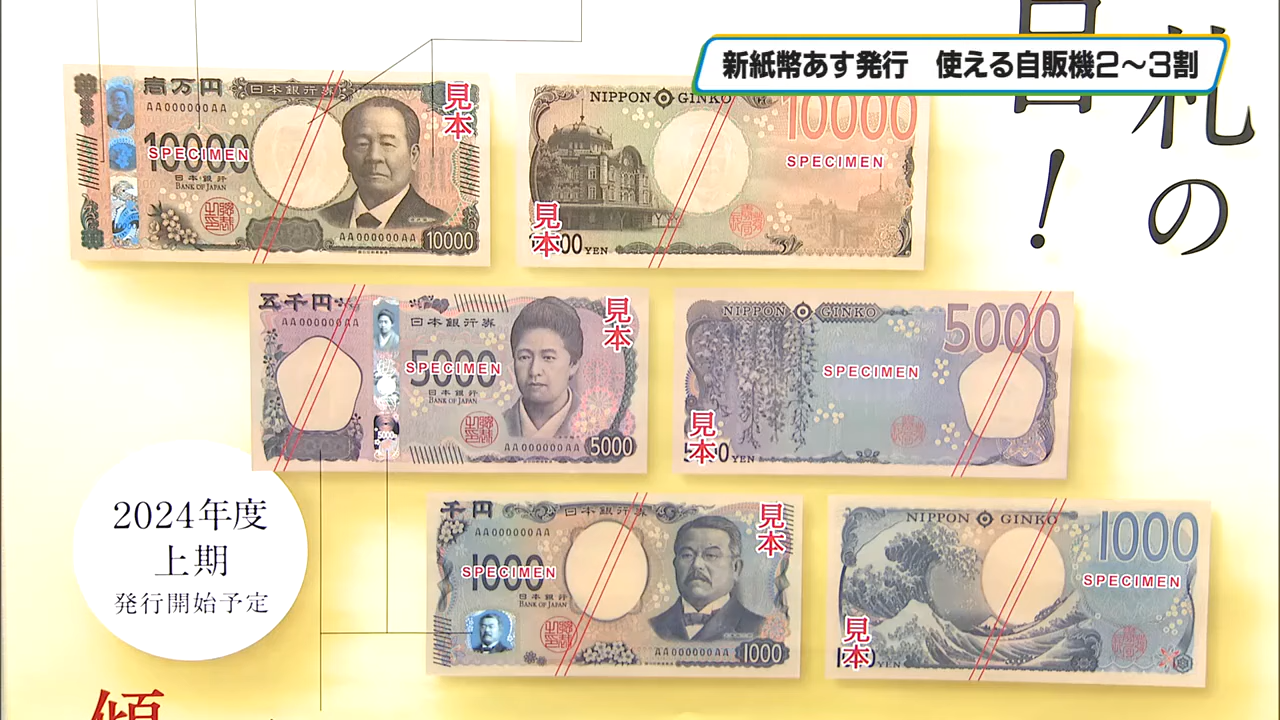 新紙幣あす発行 使える自販機2~3割
札の
!
壱万円
日本銀行券
見本
AA000000AA
10000
SPECIMEN
日本銀行
BANK OF JAPAN
AA000000AA
10000
NIPPON GINKO
10000
SPECIMEN
見本
00 YEN
五千円
AA000000AA
日本銀行券
見本
5000
SPECIMEN
日本銀行
BANK OF JAPAN
5000
AA000000AA
5000
NIPPON GINKO
5000
SPECIMEN
見本
0 YEN
2024年度
上期
発行開始予定
千円
日本銀行券
見本
AA000000AA
1000
SPECIMEN
日本銀行
BANK OF JAPAN
AA000000AA
1000
NIPPON GINKO
1000
SPECIMEN
見本
YEN
傾